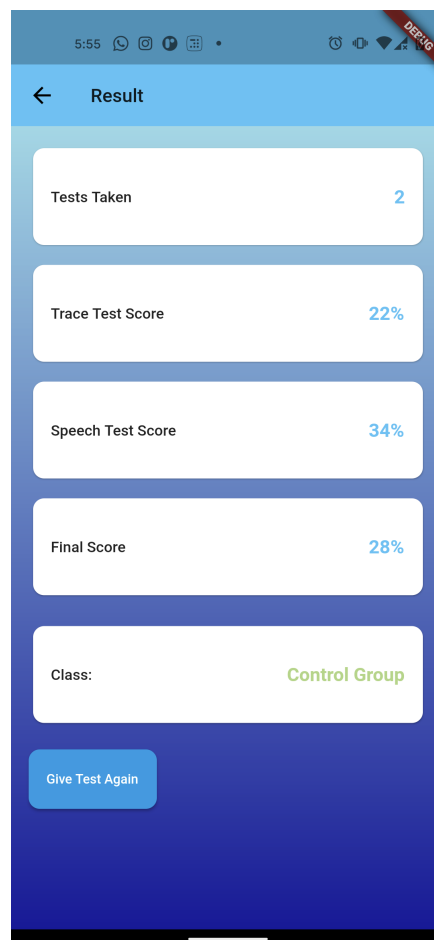 5:55
DEBUG
Result
Tests Taken 2
Trace Test Score 22%
Speech Test Score 34%
Final Score 28%
Class: Control Group
Give Test Again